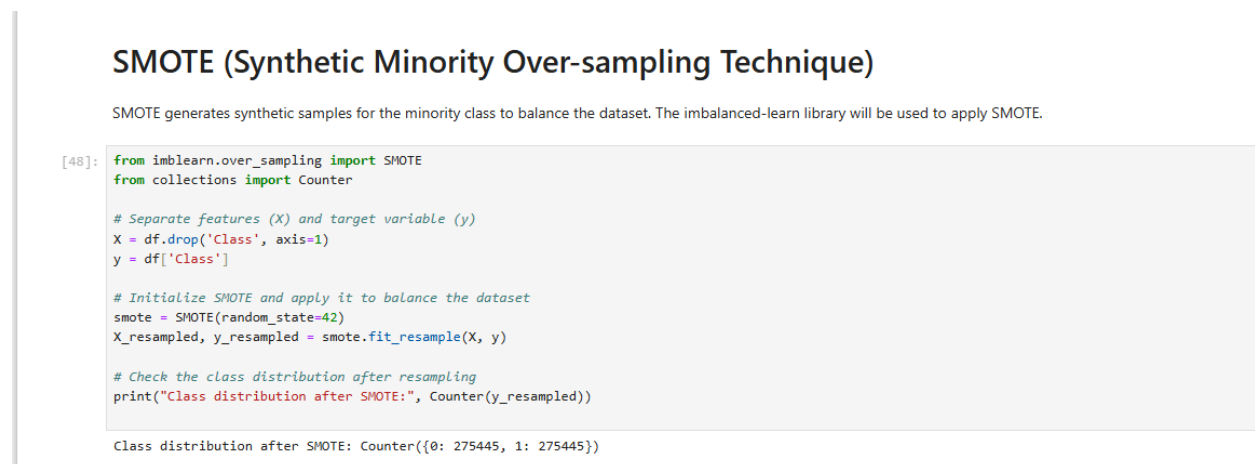 SMOTE (Synthetic Minority Over-sampling Technique)
SMOTE generates synthetic samples for the minority class to balance the dataset. The imbalanced-learn library will be used to apply SMOTE.
[48]: from imblearn.over_sampling import SMOTE
from collections import Counter
# Separate features (X) and target variable (y)
X = df.drop('Class', axis=1)
y = df['Class']
# Initialize SMOTE and apply it to balance the dataset
smote = SMOTE(random_state=42)
X_resampled, y_resampled = smote.fit_resample(X, y)
# Check the class distribution after resampling
print("Class distribution after SMOTE:", Counter(y_resampled))
Class distribution after SMOTE: Counter({0: 275445, 1: 275445})